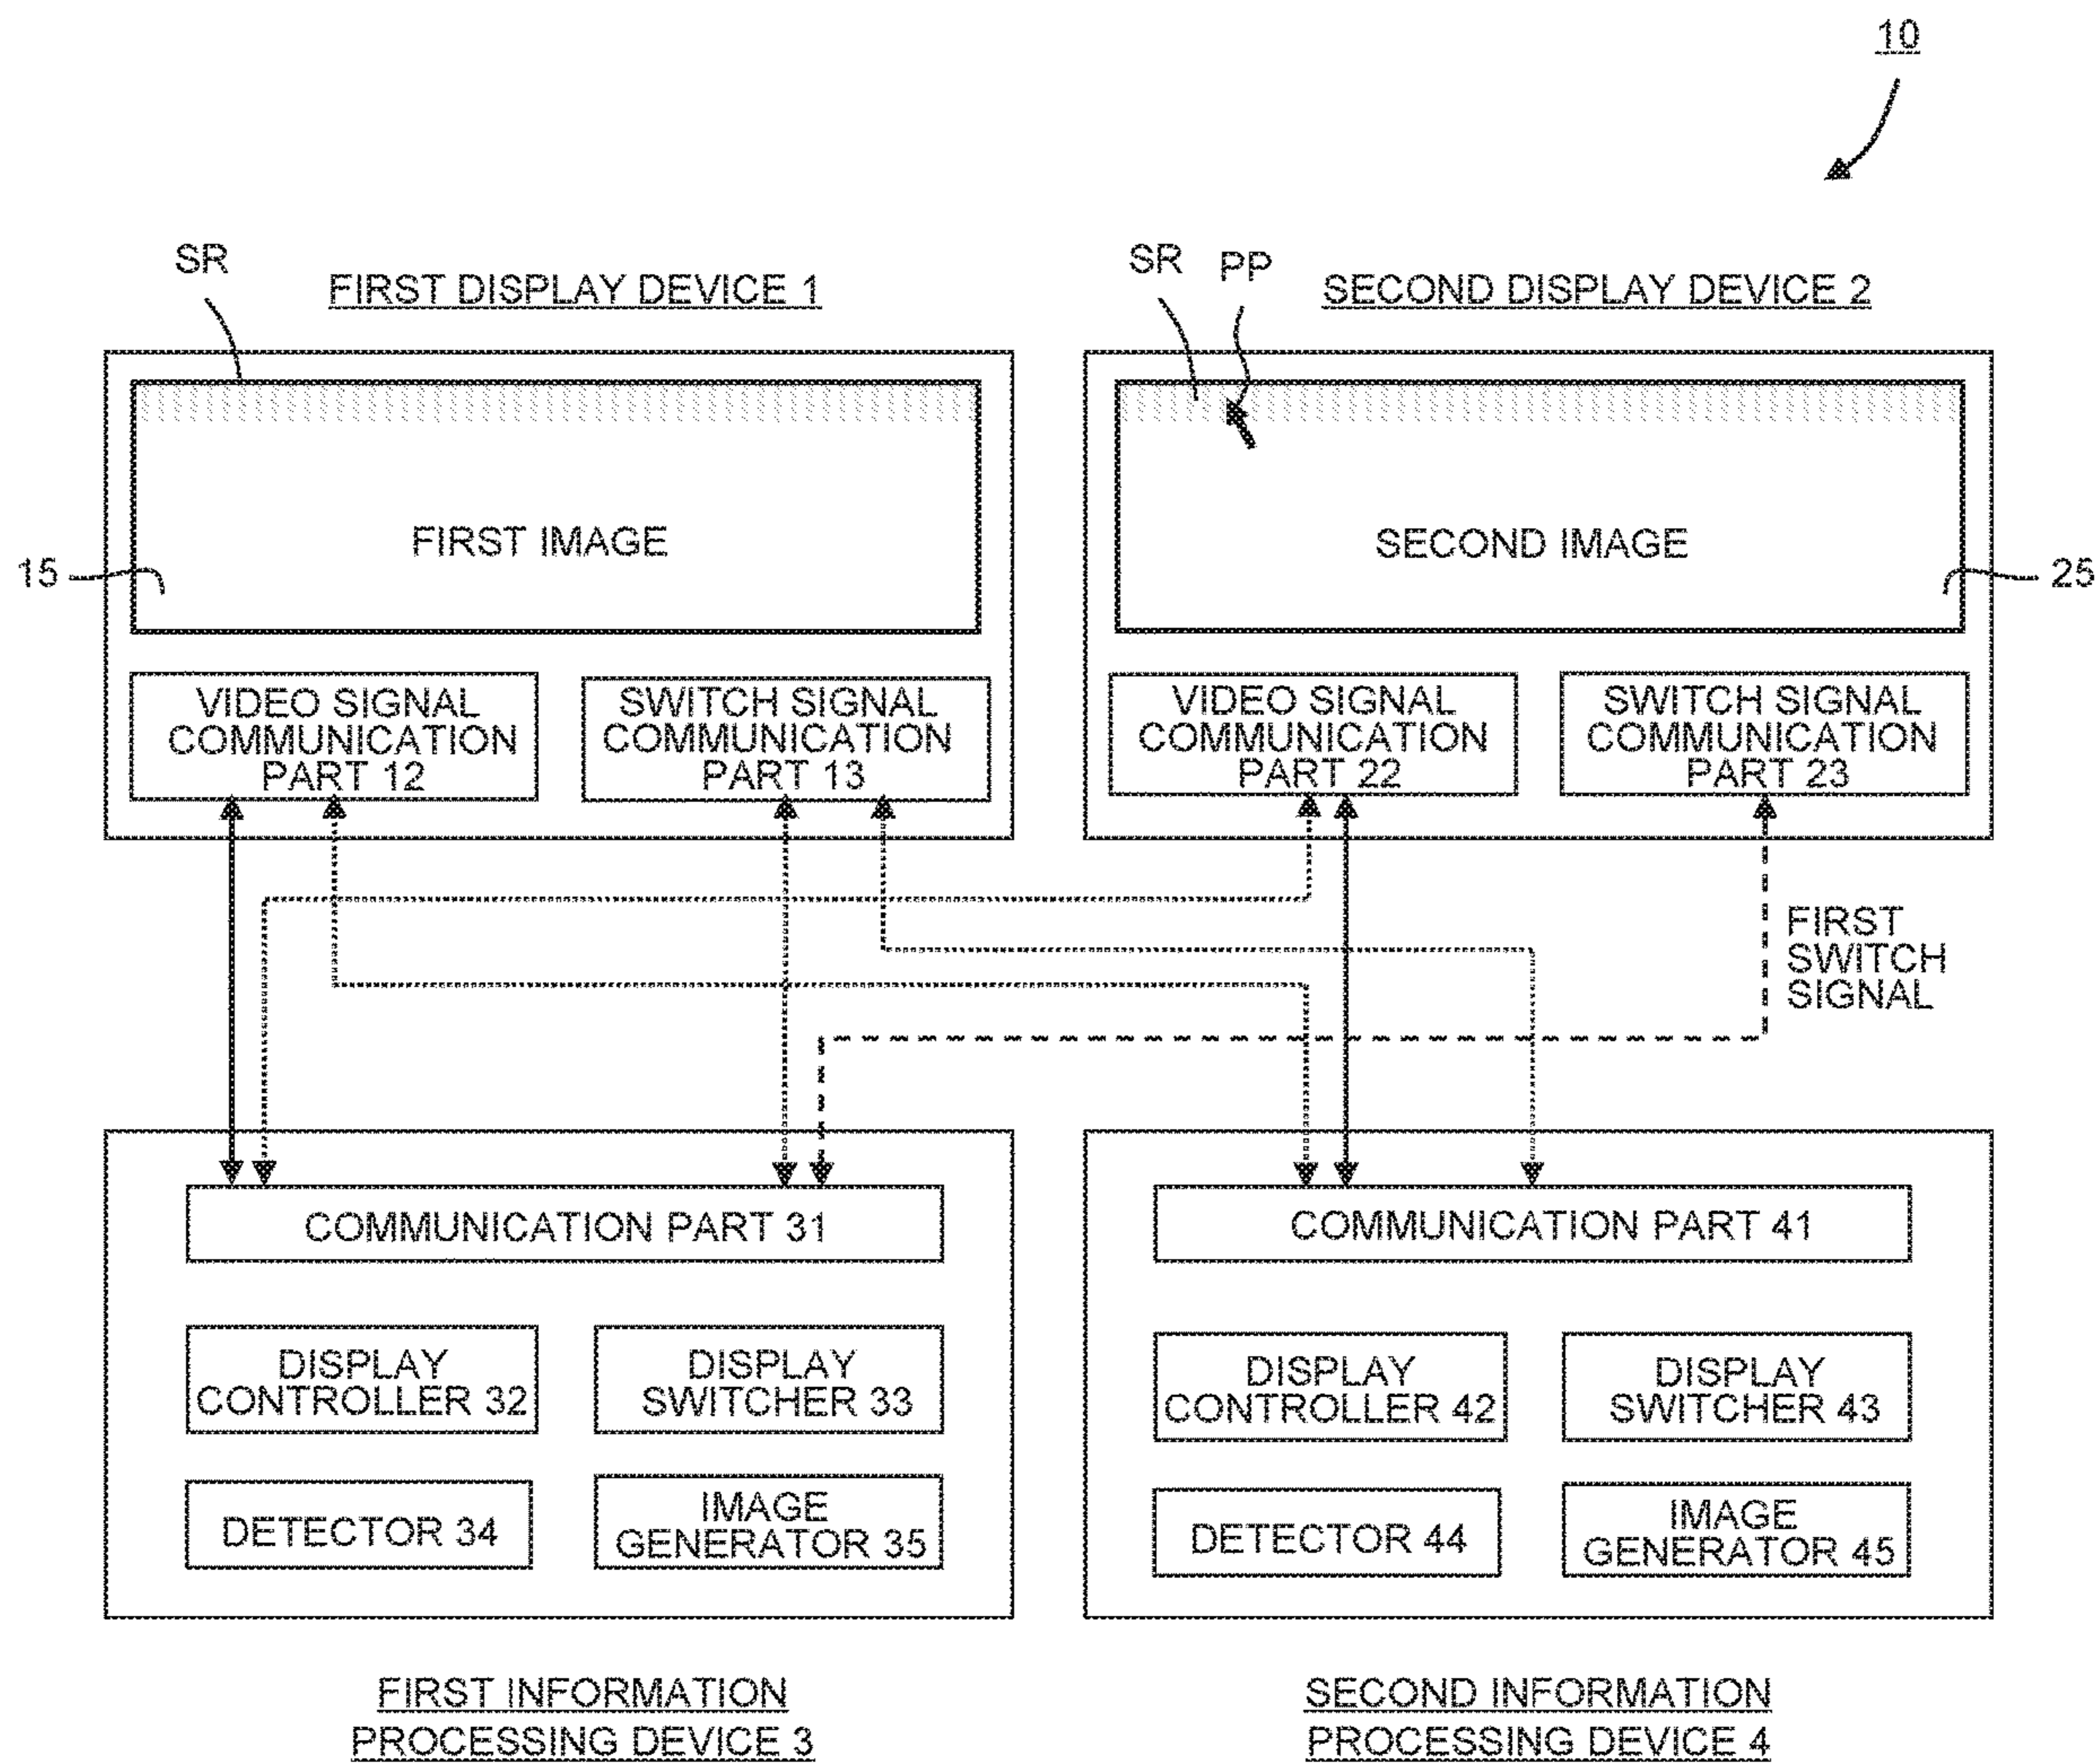 10
SR
FIRST DISPLAY DEVICE 1
SR
PP
SECOND DISPLAY DEVICE 2
FIRST IMAGE
15
SECOND IMAGE
25
VIDEO SIGNAL
COMMUNICATION
PART 12
SWITCH SIGNAL
COMMUNICATION
PART 13
VIDEO SIGNAL
COMMUNICATION
PART 22
SWITCH SIGNAL
COMMUNICATION
PART 23
FIRST
SWITCH
SIGNAL
COMMUNICATION PART 31
DISPLAY
CONTROLLER 32
DISPLAY
SWITCHER 33
DETECTOR 34
IMAGE
GENERATOR 35
COMMUNICATION PART 41
DISPLAY
CONTROLLER 42
DISPLAY
SWITCHER 43
DETECTOR 44
IMAGE
GENERATOR 45
FIRST INFORMATION
PROCESSING DEVICE 3
SECOND INFORMATION
PROCESSING DEVICE 4